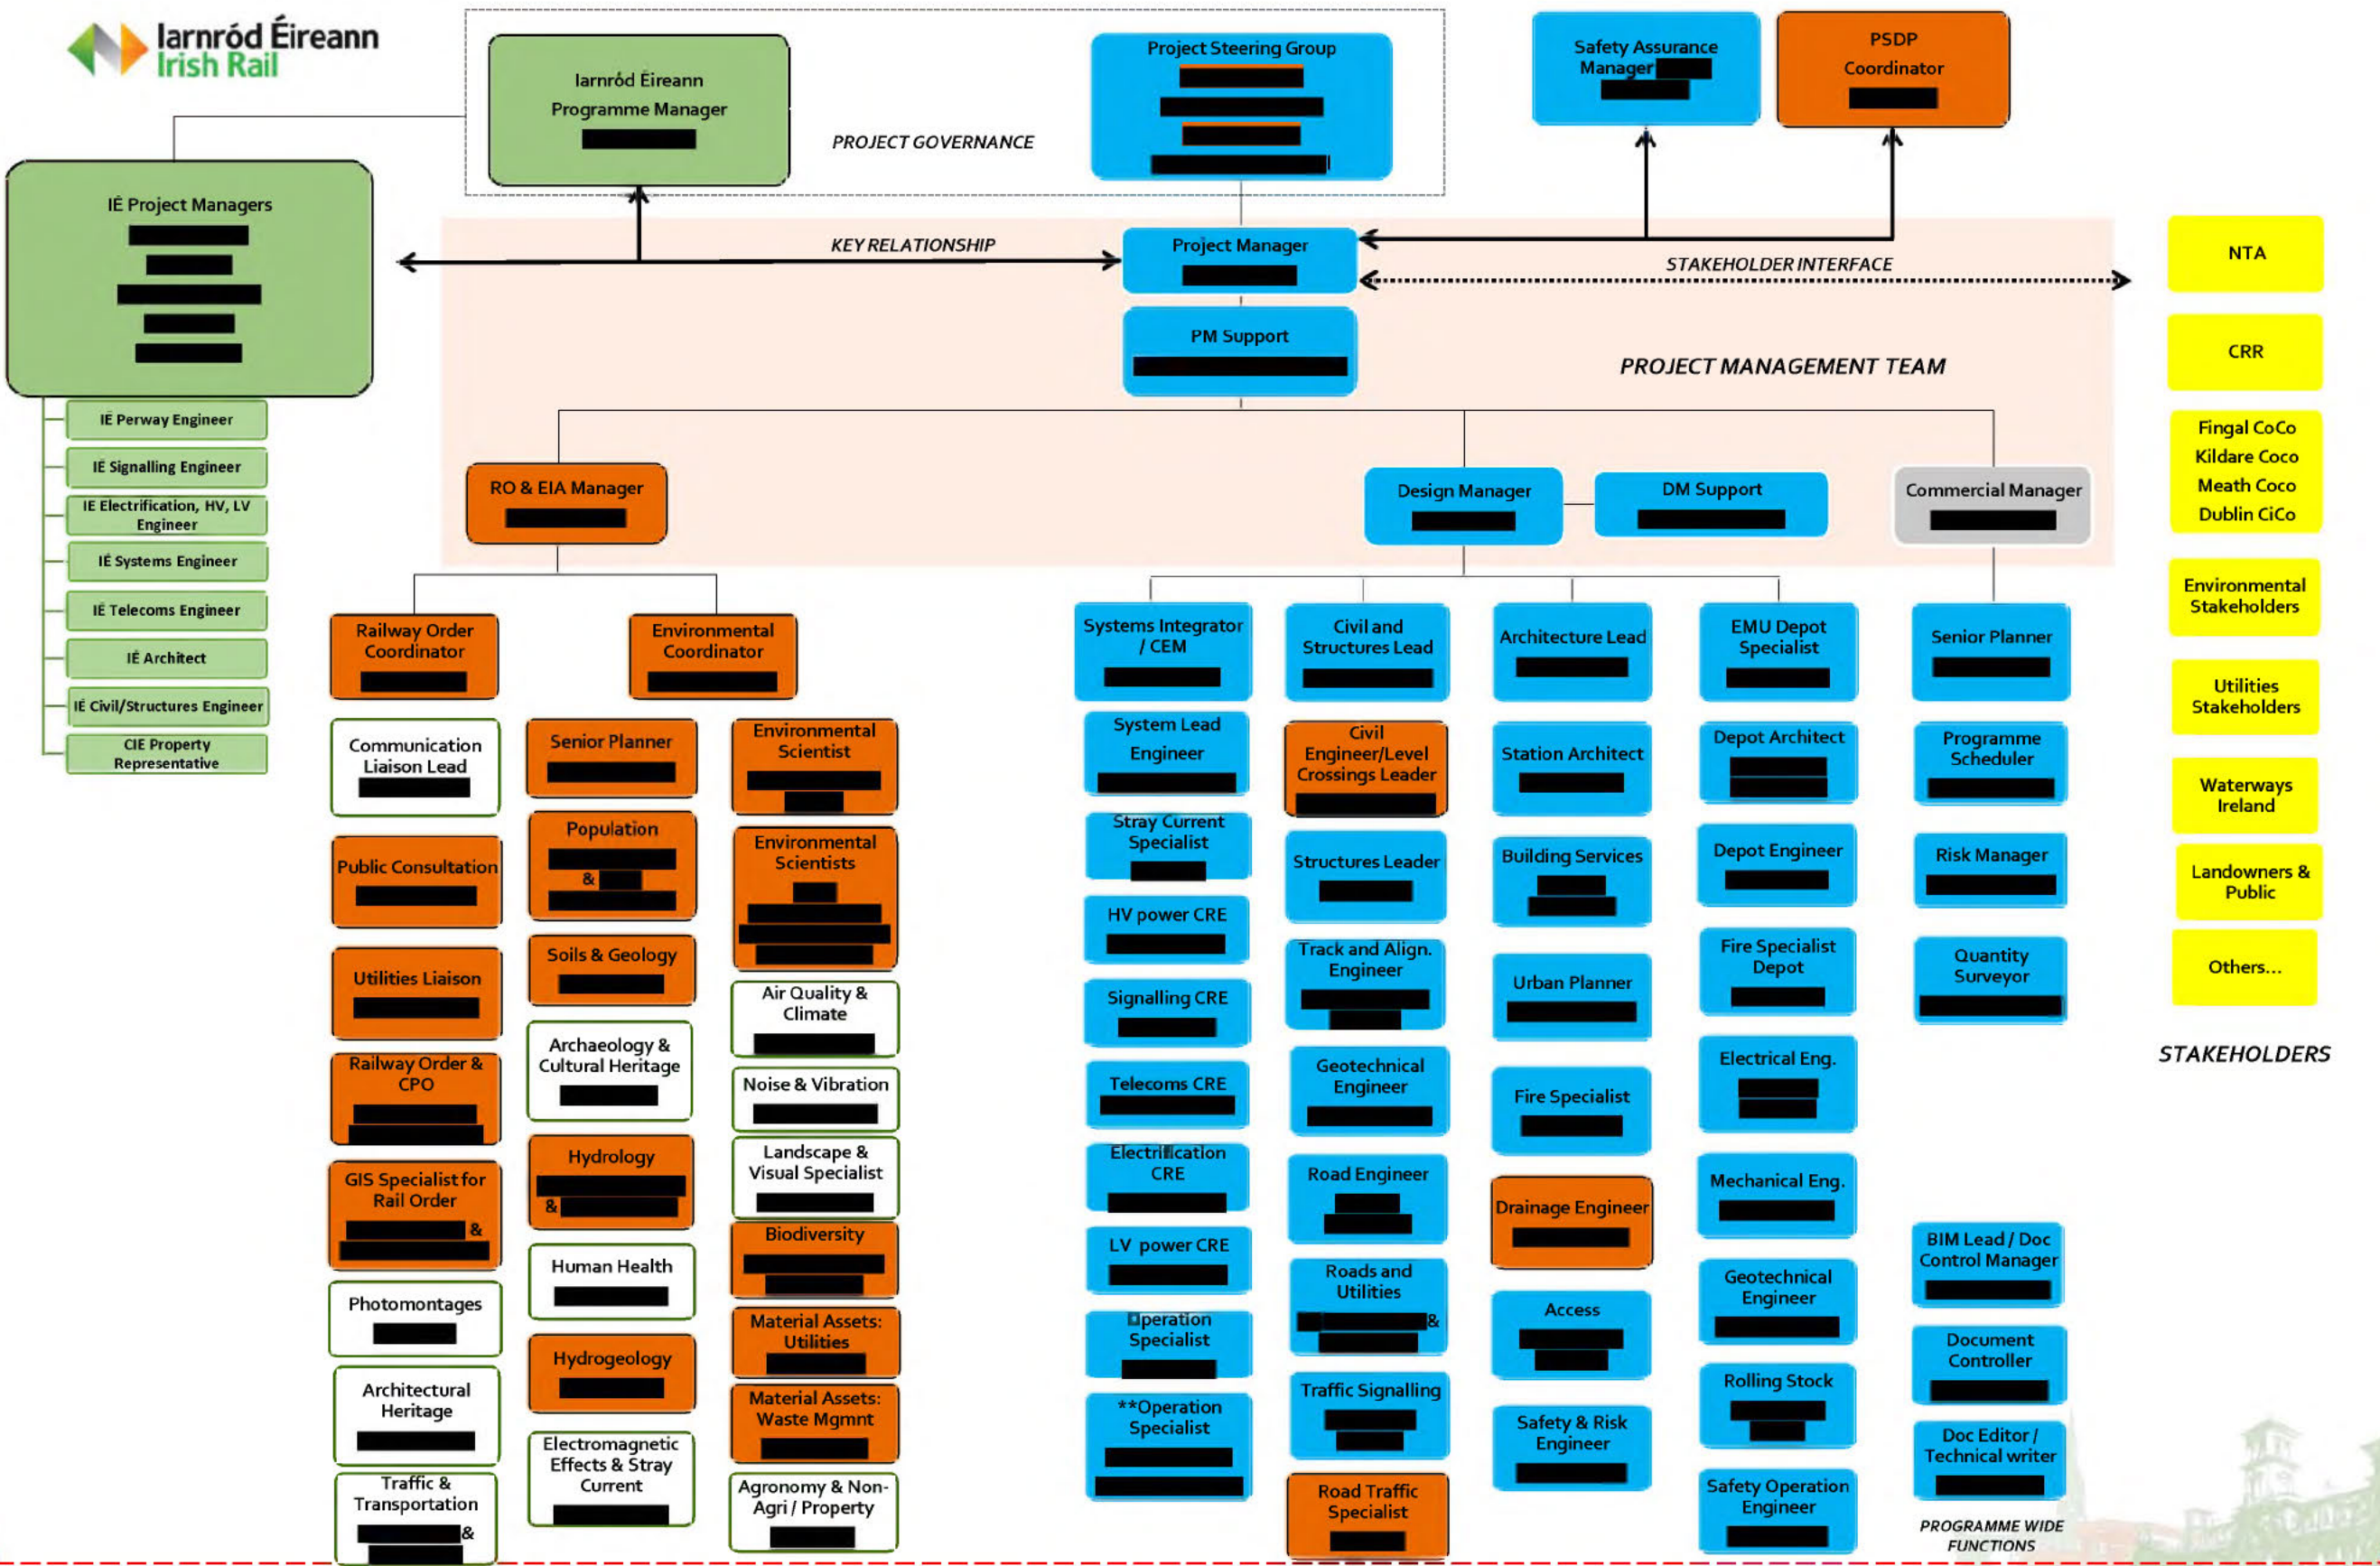 Iarnród Éireann
Irish Rail
Iarnród Éireann
Programme Manager
PROJECT GOVERNANCE
Project Steering Group
Safety Assurance
Manager
PSDP
Coordinator
IÉ Project Managers
KEY RELATIONSHIP
Project Manager
STAKEHOLDER INTERFACE
PM Support
PROJECT MANAGEMENT TEAM
IÉ Perway Engineer
IÉ Signalling Engineer
IE Electrification, HV, LV
Engineer
IÉ Systems Engineer
IÉ Telecoms Engineer
IÉ Architect
IÉ Civil/Structures Engineer
CIE Property
Representative
RO & EIA Manager
Design Manager
DM Support
Commercial Manager
Railway Order
Coordinator
Environmental
Coordinator
Communication
Liaison Lead
Public Consultation
Utilities Liaison
Railway Order &
CPO
GIS Specialist for
Rail Order
&
Photomontages
Architectural
Heritage
Traffic &
Transportation
&
Senior Planner
Population
&
Soils & Geology
Archaeology &
Cultural Heritage
Hydrology
&
Human Health
Hydrogeology
Electromagnetic
Effects & Stray
Current
Environmental
Scientist
Environmental
Scientists
Air Quality &
Climate
Noise & Vibration
Landscape &
Visual Specialist
Biodiversity
Material Assets:
Utilities
Material Assets:
Waste Mgmnt
Agronomy & Non-
Agri / Property
Systems Integrator
/ CEM
System Lead
Engineer
Stray Current
Specialist
HV power CRE
Signalling CRE
Telecoms CRE
Electrification
CRE
LV power CRE
Operation
Specialist
**Operation
Specialist
Civil and
Structures Lead
Civil
Engineer/Level
Crossings Leader
Structures Leader
Track and Align.
Engineer
Geotechnical
Engineer
Road Engineer
Roads and
Utilities
&
Traffic Signalling
Road Traffic
Specialist
Architecture Lead
Station Architect
Building Services
Urban Planner
Fire Specialist
Drainage Engineer
Access
Safety & Risk
Engineer
EMU Depot
Specialist
Depot Architect
Depot Engineer
Fire Specialist
Depot
Electrical Eng.
Mechanical Eng.
Geotechnical
Engineer
Rolling Stock
Safety Operation
Engineer
Senior Planner
Programme
Scheduler
Risk Manager
Quantity
Surveyor
BIM Lead / Doc
Control Manager
Document
Controller
Doc Editor /
Technical writer
PROGRAMME WIDE
FUNCTIONS
NTA
CRR
Fingal CoCo
Kildare Coco
Meath Coco
Dublin CiCo
Environmental
Stakeholders
Utilities
Stakeholders
Waterways
Ireland
Landowners &
Public
Others...
STAKEHOLDERS